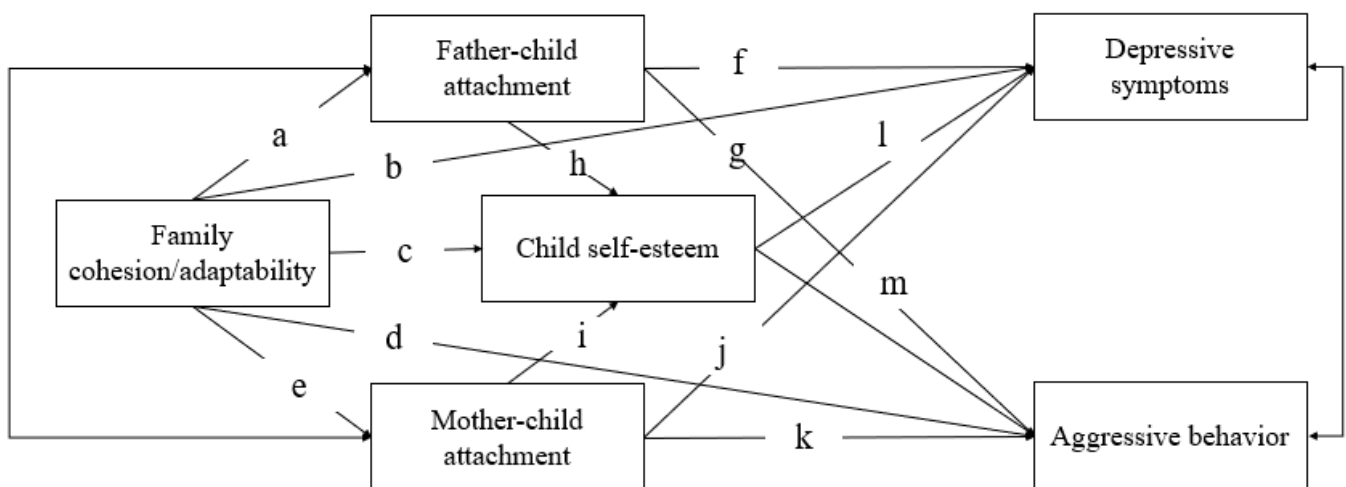 Father-child
attachment
Depressive
symptoms
f
a
l
b
g
h
Family
cohesion/adaptability
c
Child self-esteem
m
d
i
j
e
Mother-child
attachment
k
Aggressive behavior